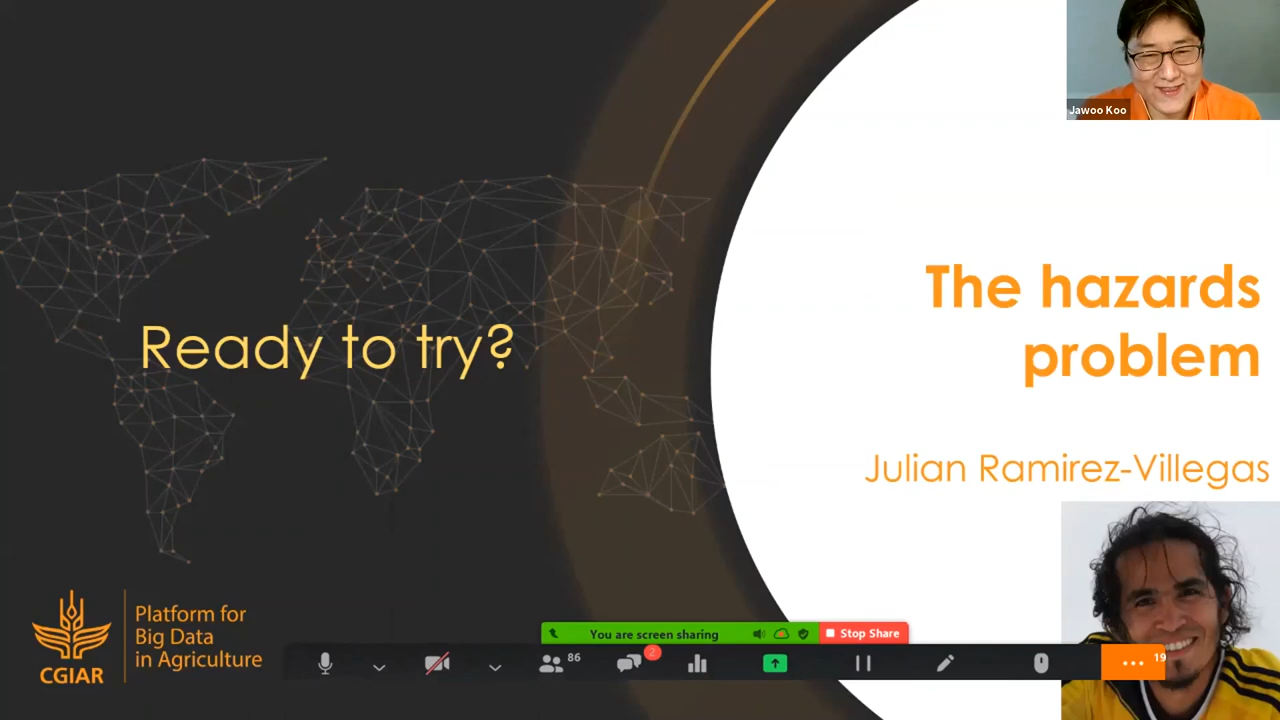 Jawoo Koo
The hazards
problem
Ready to try?
Julian Ramirez-Villegas
CGIAR
Platform for
Big Data
in Agriculture
You are screen sharing
Stop Share
86
2
19